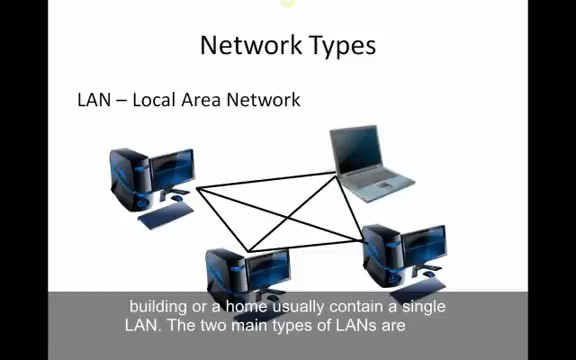 Network Types
LAN – Local Area Network
building or a home usually contain a single
LAN. The two main types of LANs are